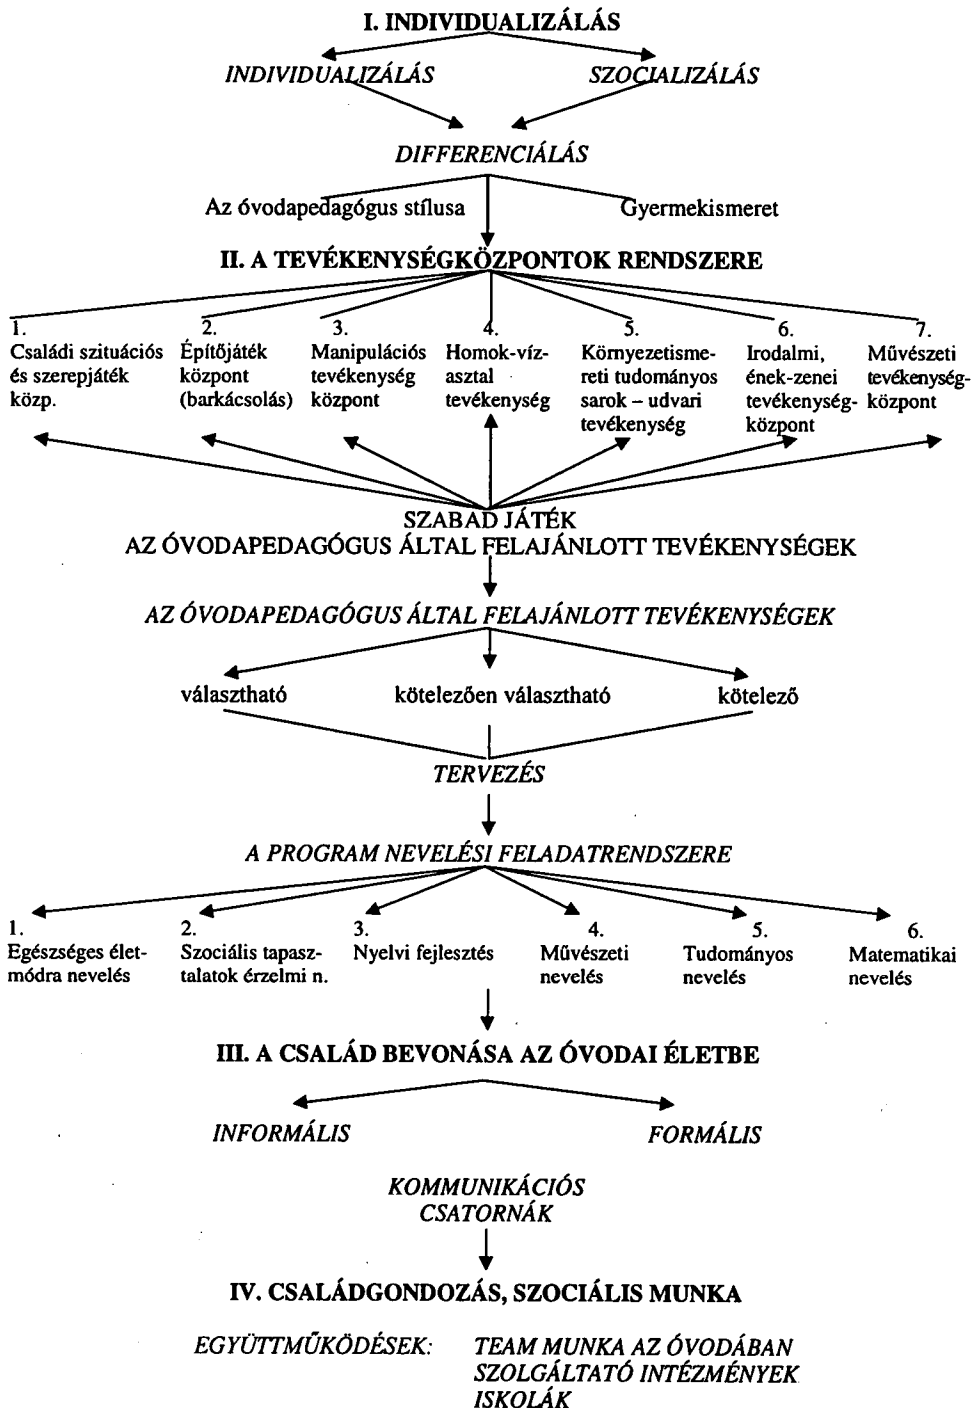 I. INDIVIDUALIZÁLÁS
INDIVIDUALIZÁLÁS SZOCIALIZÁLÁS
DIFFERENCIÁLÁS
Az óvodapedagógus stílusa Gyermekismeret
II. A TEVÉKENYSÉGKÖZPONTOK RENDSZERE
1.
Családi szituációs
és szerepjáték
közp.
2.
Építőjáték
központ
(barkácsolás)
3.
Manipulációs
tevékenység
központ
4.
Homok-víz-
asztal
tevékenység
5.
Környezetisme-
reti tudományos
sarok – udvari
tevékenység
6.
Irodalmi,
ének-zenei
tevékenység-
központ
7.
Művészeti
tevékenység-
központ
SZABAD JÁTÉK
AZ ÓVODAPEDAGÓGUS ÁLTAL FELAJÁNLOTT TEVÉKENYSÉGEK
AZ ÓVODAPEDAGÓGUS ÁLTAL FELAJÁNLOTT TEVÉKENYSÉGEK
választható kötelezően választható kötelező
TERVEZÉS
A PROGRAM NEVELÉSI FELADATRENDSZERE
1.
Egészséges élet-
módra nevelés
2.
Szociális tapasz-
talatok érzelmi n.
3.
Nyelvi fejlesztés
4.
Művészeti
nevelés
5.
Tudományos
nevelés
6.
Matematikai
nevelés
III. A CSALÁD BEVONÁSA AZ ÓVODAI ÉLETBE
INFORMÁLIS FORMÁLIS
KOMMUNIKÁCIÓS
CSATORNÁK
IV. CSALÁDGONDOZÁS, SZOCIÁLIS MUNKA
EGYÜTTMŰKÖDÉSEK: TEAM MUNKA AZ ÓVODÁBAN
SZOLGÁLTATÓ INTÉZMÉNYEK
ISKOLÁK